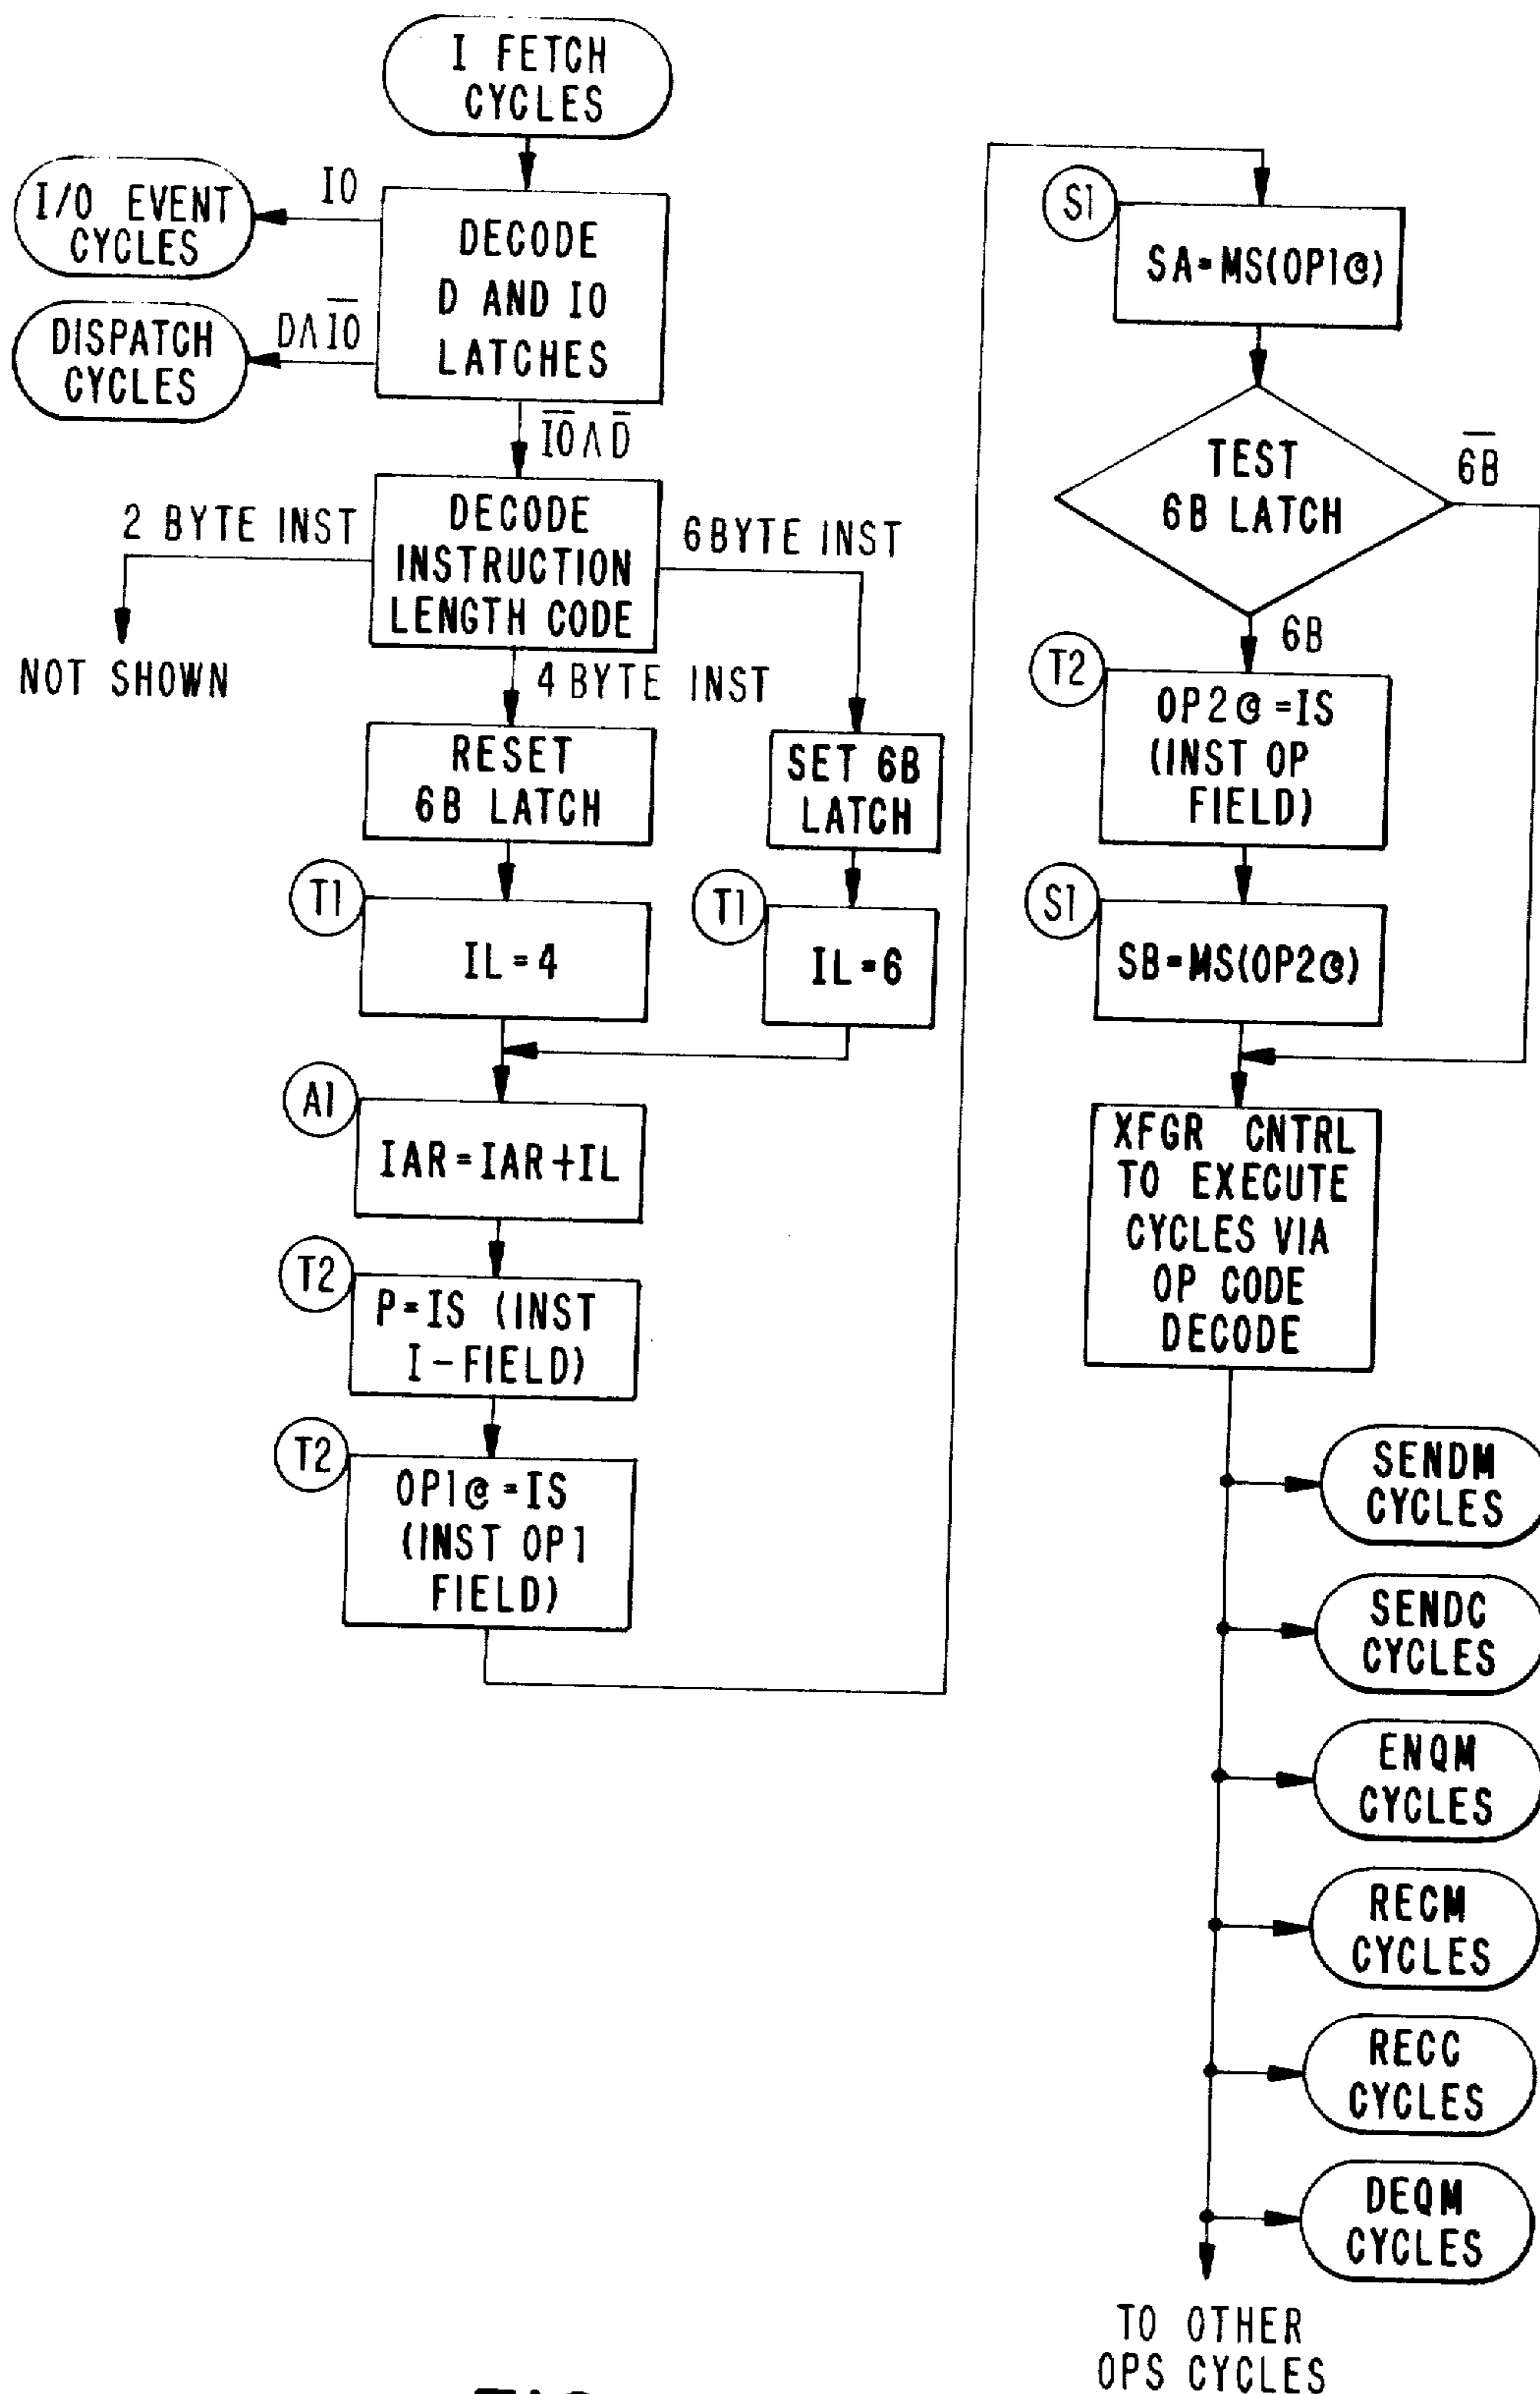 I FETCH
CYCLES
I/O EVENT
CYCLES
IO
DECODE
D AND IO
LATCHES
DISPATCH
CYCLES
DΛI̅O̅
I̅O̅ΛD̅
2 BYTE INST
DECODE
INSTRUCTION
LENGTH CODE
6BYTE INST
NOT SHOWN
4 BYTE INST
RESET
6B LATCH
SET 6B
LATCH
T1
IL=4
T1
IL=6
A1
IAR=IAR+IL
T2
P=IS (INST
I-FIELD)
T2
OP1@=IS
(INST OP1
FIELD)
S1
SA=MS(OP1@)
TEST
6B LATCH
6̅B̅
6B
T2
OP2@=IS
(INST OP
FIELD)
S1
SB=MS(OP2@)
XFGR CNTRL
TO EXECUTE
CYCLES VIA
OP CODE
DECODE
SENDM
CYCLES
SENDC
CYCLES
ENQM
CYCLES
RECM
CYCLES
RECC
CYCLES
DEQM
CYCLES
TO OTHER
OPS CYCLES